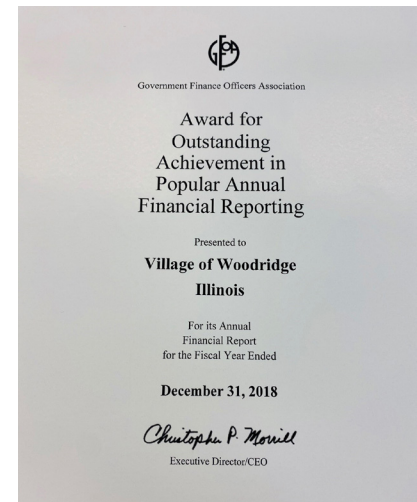 GFOA
Government Finance Officers Association
Award for
Outstanding
Achievement in
Popular Annual
Financial Reporting
Presented to
Village of Woodridge
Illinois
For its Annual
Financial Report
for the Fiscal Year Ended
December 31, 2018
Christopher P. Morrill
Executive Director/CEO